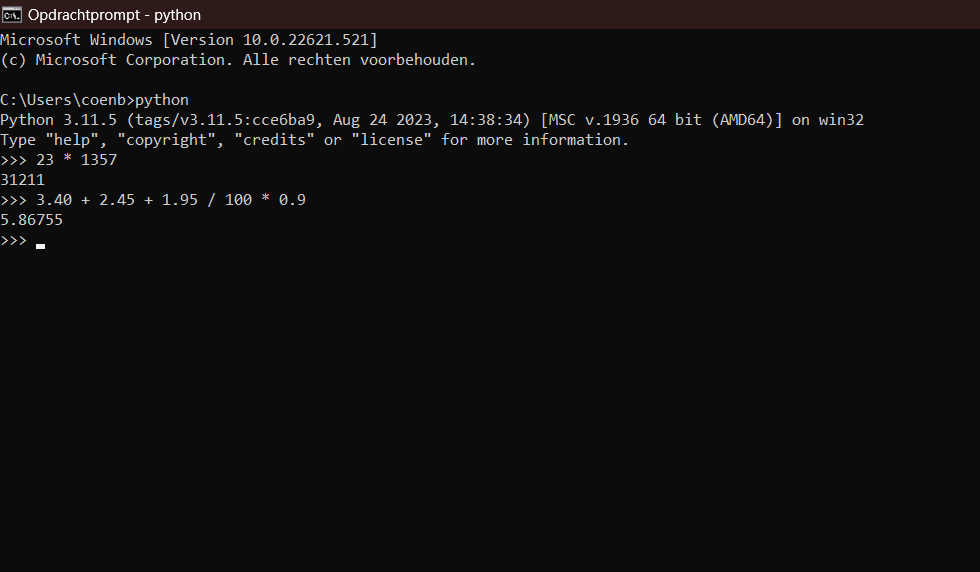 Opdrachtprompt - python
Microsoft Windows [Version 10.0.22621.521]
(c) Microsoft Corporation. Alle rechten voorbehouden.
C:\Users\coenb>python
Python 3.11.5 (tags/v3.11.5:cce6ba9, Aug 24 2023, 14:38:34) [MSC v.1936 64 bit (AMD64)] on win32
Type "help", "copyright", "credits" or "license" for more information.
>>> 23 * 1357
31211
>>> 3.40 + 2.45 + 1.95 / 100 * 0.9
5.86755
>>>